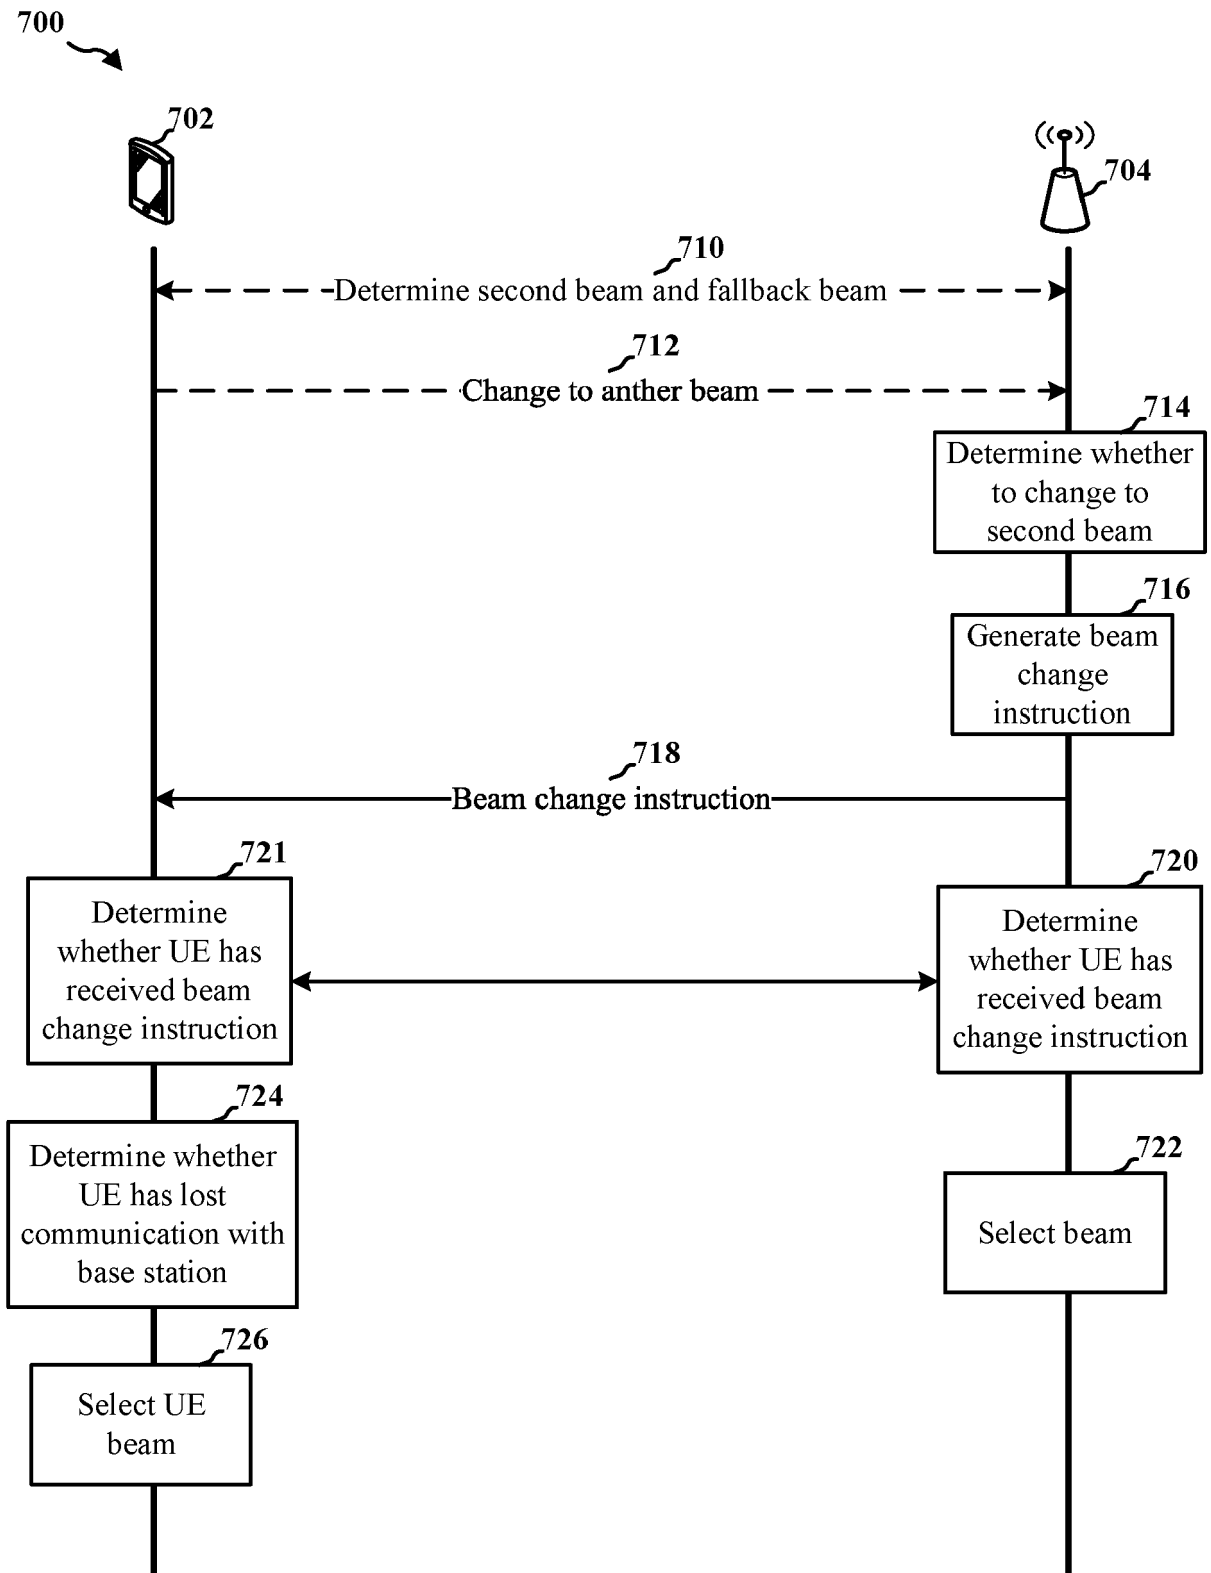 700
702
704
710
Determine second beam and fallback beam
712
Change to anther beam
714
Determine whether
to change to
second beam
716
Generate beam
change
instruction
718
Beam change instruction
721
Determine
whether UE has
received beam
change instruction
720
Determine
whether UE has
received beam
change instruction
724
Determine whether
UE has lost
communication with
base station
722
Select beam
726
Select UE
beam